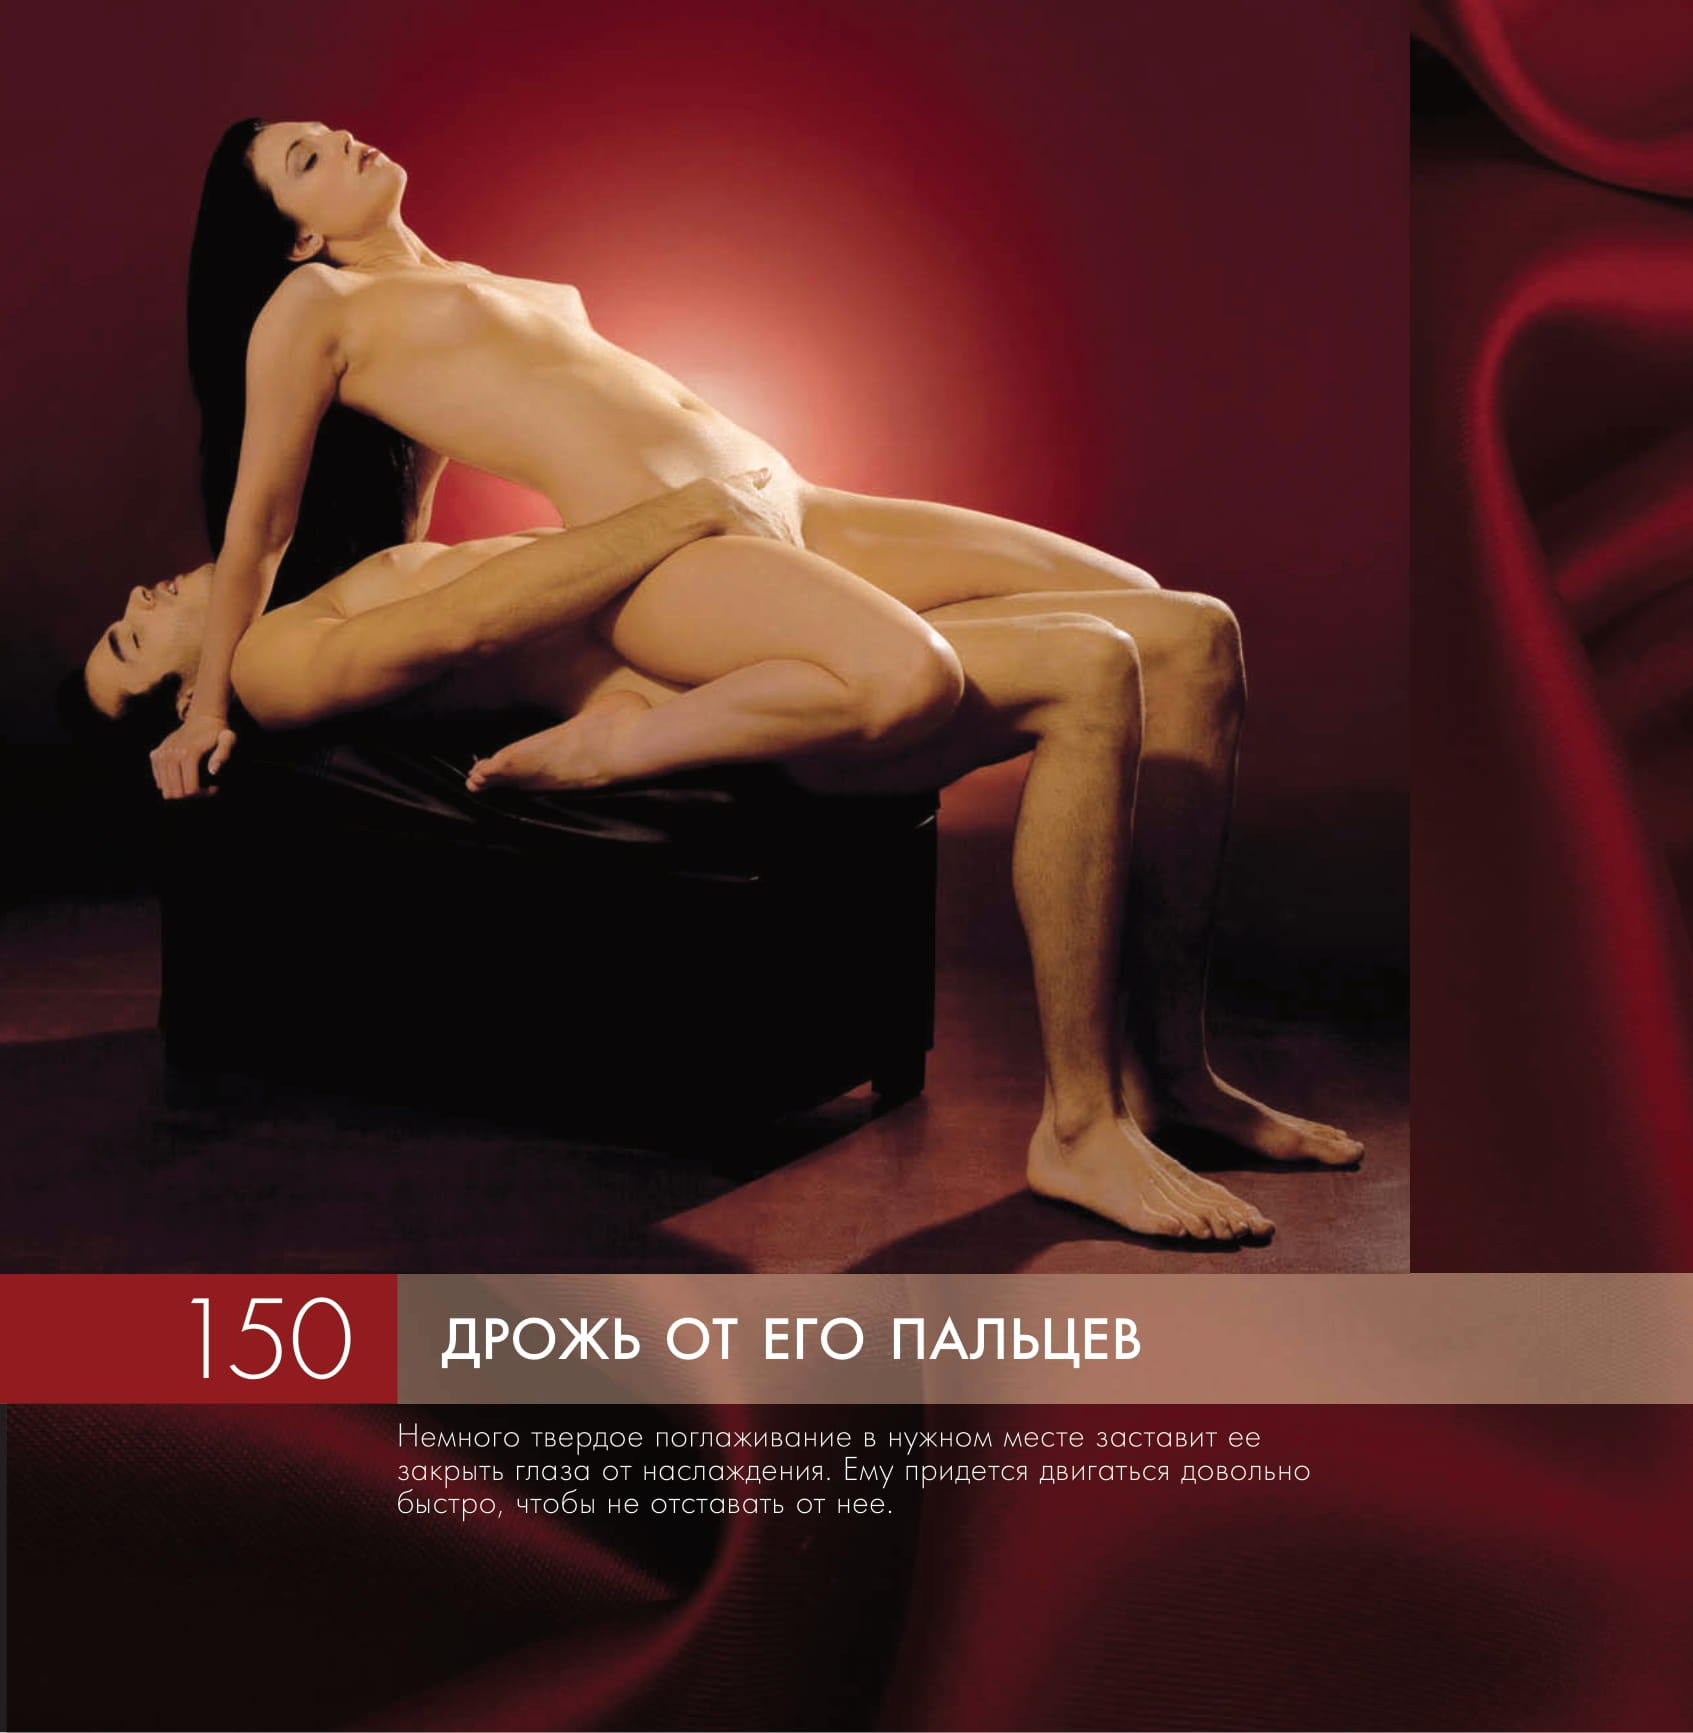 150
ДРОЖЬ ОТ ЕГО ПАЛЬЦЕВ
Немного твердое поглаживание в нужном месте заставит ее
закрыть глаза от наслаждения. Ему придется двигаться довольно
быстро, чтобы не отставать от нее.